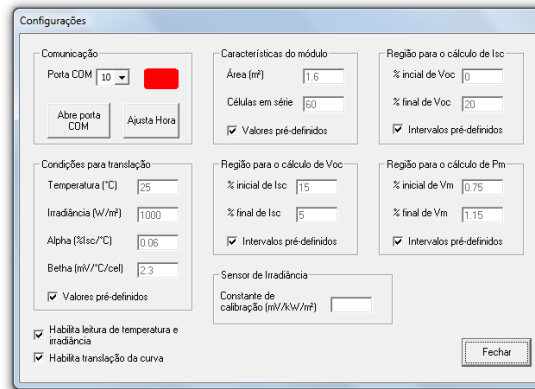 Configurações
Comunicação
Porta COM 10
Abre porta COM
Ajusta Hora
Características do módulo
Área (m²) 1.6
Células em série 60
Valores pré-definidos
Região para o cálculo de Isc
% incial de Voc 0
% final de Voc 20
Intervalos pré-definidos
Condições para translação
Temperatura (°C) 25
Irradiância (W/m²) 1000
Alpha (%Isc/°C) 0.06
Betha (mV/°C/cel) 2.3
Valores pré-definidos
Região para o cálculo de Voc
% inicial de Isc 15
% final de Isc 5
Intervalos pré-definidos
Região para o cálculo de Pm
% inicial de Vm 0.75
% final de Vm 1.15
Intervalos pré-definidos
Sensor de Irradiância
Constante de
calibração (mV/kW/m²)
Habilita leitura de temperatura e
irradiância
Habilita translação da curva
Fechar